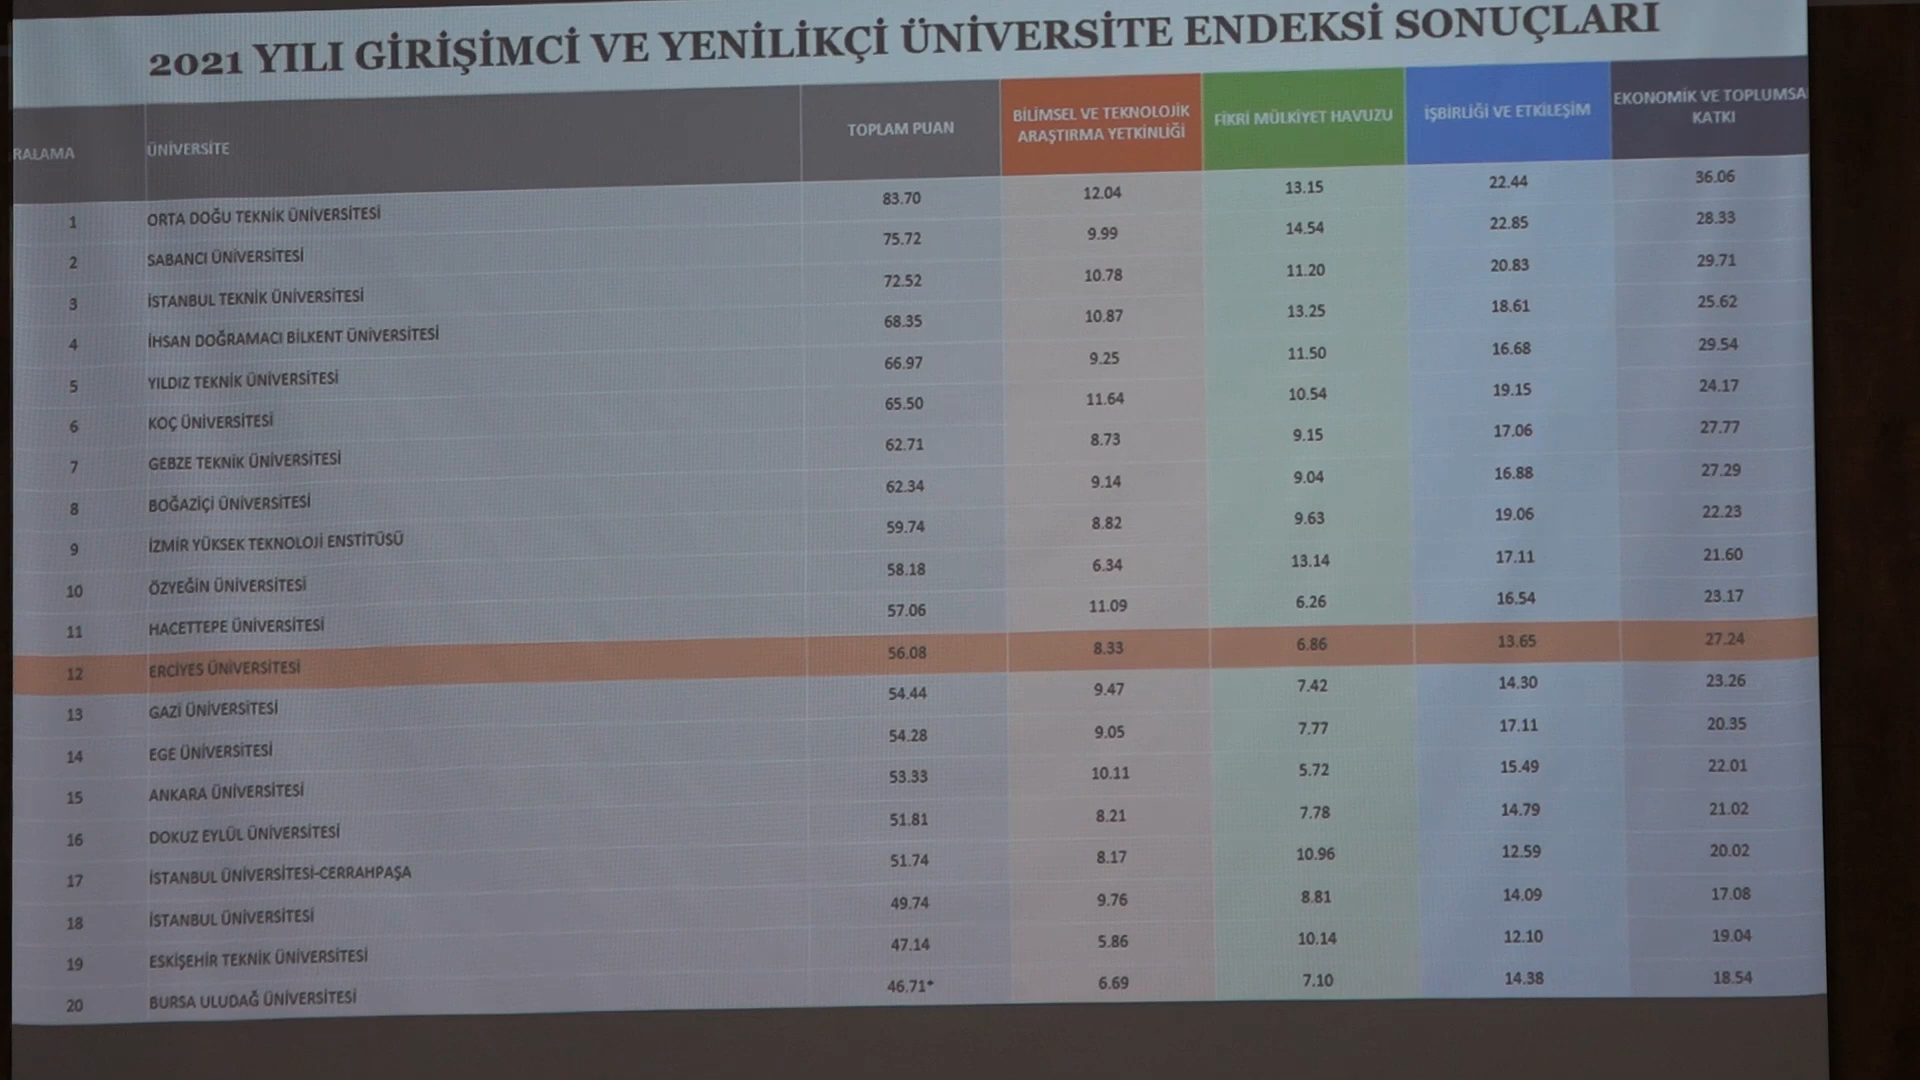 2021 YILI GİRİŞİMCİ VE YENİLİKÇİ ÜNİVERSİTE ENDEKSİ SONUÇLARI
RALAMA ÜNİVERSİTE TOPLAM PUAN BİLİMSEL VE TEKNOLOJİK ARAŞTIRMA YETKİNLİĞİ FİKRİ MÜLKİYET HAVUZU İŞBİRLİĞİ VE ETKİLEŞİM EKONOMİK VE TOPLUMSA KATKI
1 ORTA DOĞU TEKNİK ÜNİVERSİTESİ 83.70 12.04 13.15 22.44 36.06
2 SABANCI ÜNİVERSİTESİ 75.72 9.99 14.54 22.85 28.33
3 İSTANBUL TEKNİK ÜNİVERSİTESİ 72.52 10.78 11.20 20.83 29.71
4 İHSAN DOĞRAMACI BİLKENT ÜNİVERSİTESİ 68.35 10.87 13.25 18.61 25.62
5 YILDIZ TEKNİK ÜNİVERSİTESİ 66.97 9.25 11.50 16.68 29.54
6 KOÇ ÜNİVERSİTESİ 65.50 11.64 10.54 19.15 24.17
7 GEBZE TEKNİK ÜNİVERSİTESİ 62.71 8.73 9.15 17.06 27.77
8 BOĞAZİÇİ ÜNİVERSİTESİ 62.34 9.14 9.04 16.88 27.29
9 İZMİR YÜKSEK TEKNOLOJİ ENSTİTÜSÜ 59.74 8.82 9.63 19.06 22.23
10 ÖZYEĞİN ÜNİVERSİTESİ 58.18 6.34 13.14 17.11 21.60
11 HACETTEPE ÜNİVERSİTESİ 57.06 11.09 6.26 16.54 23.17
12 ERCİYES ÜNİVERSİTESİ 56.08 8.33 6.86 13.65 27.24
13 GAZİ ÜNİVERSİTESİ 54.44 9.47 7.42 14.30 23.26
14 EGE ÜNİVERSİTESİ 54.28 9.05 7.77 17.11 20.35
15 ANKARA ÜNİVERSİTESİ 53.33 10.11 5.72 15.49 22.01
16 DOKUZ EYLÜL ÜNİVERSİTESİ 51.81 8.21 7.78 14.79 21.02
17 İSTANBUL ÜNİVERSİTESİ-CERRAHPAŞA 51.74 8.17 10.96 12.59 20.02
18 İSTANBUL ÜNİVERSİTESİ 49.74 9.76 8.81 14.09 17.08
19 ESKİŞEHİR TEKNİK ÜNİVERSİTESİ 47.14 5.86 10.14 12.10 19.04
20 BURSA ULUDAĞ ÜNİVERSİTESİ 46.71* 6.69 7.10 14.38 18.54